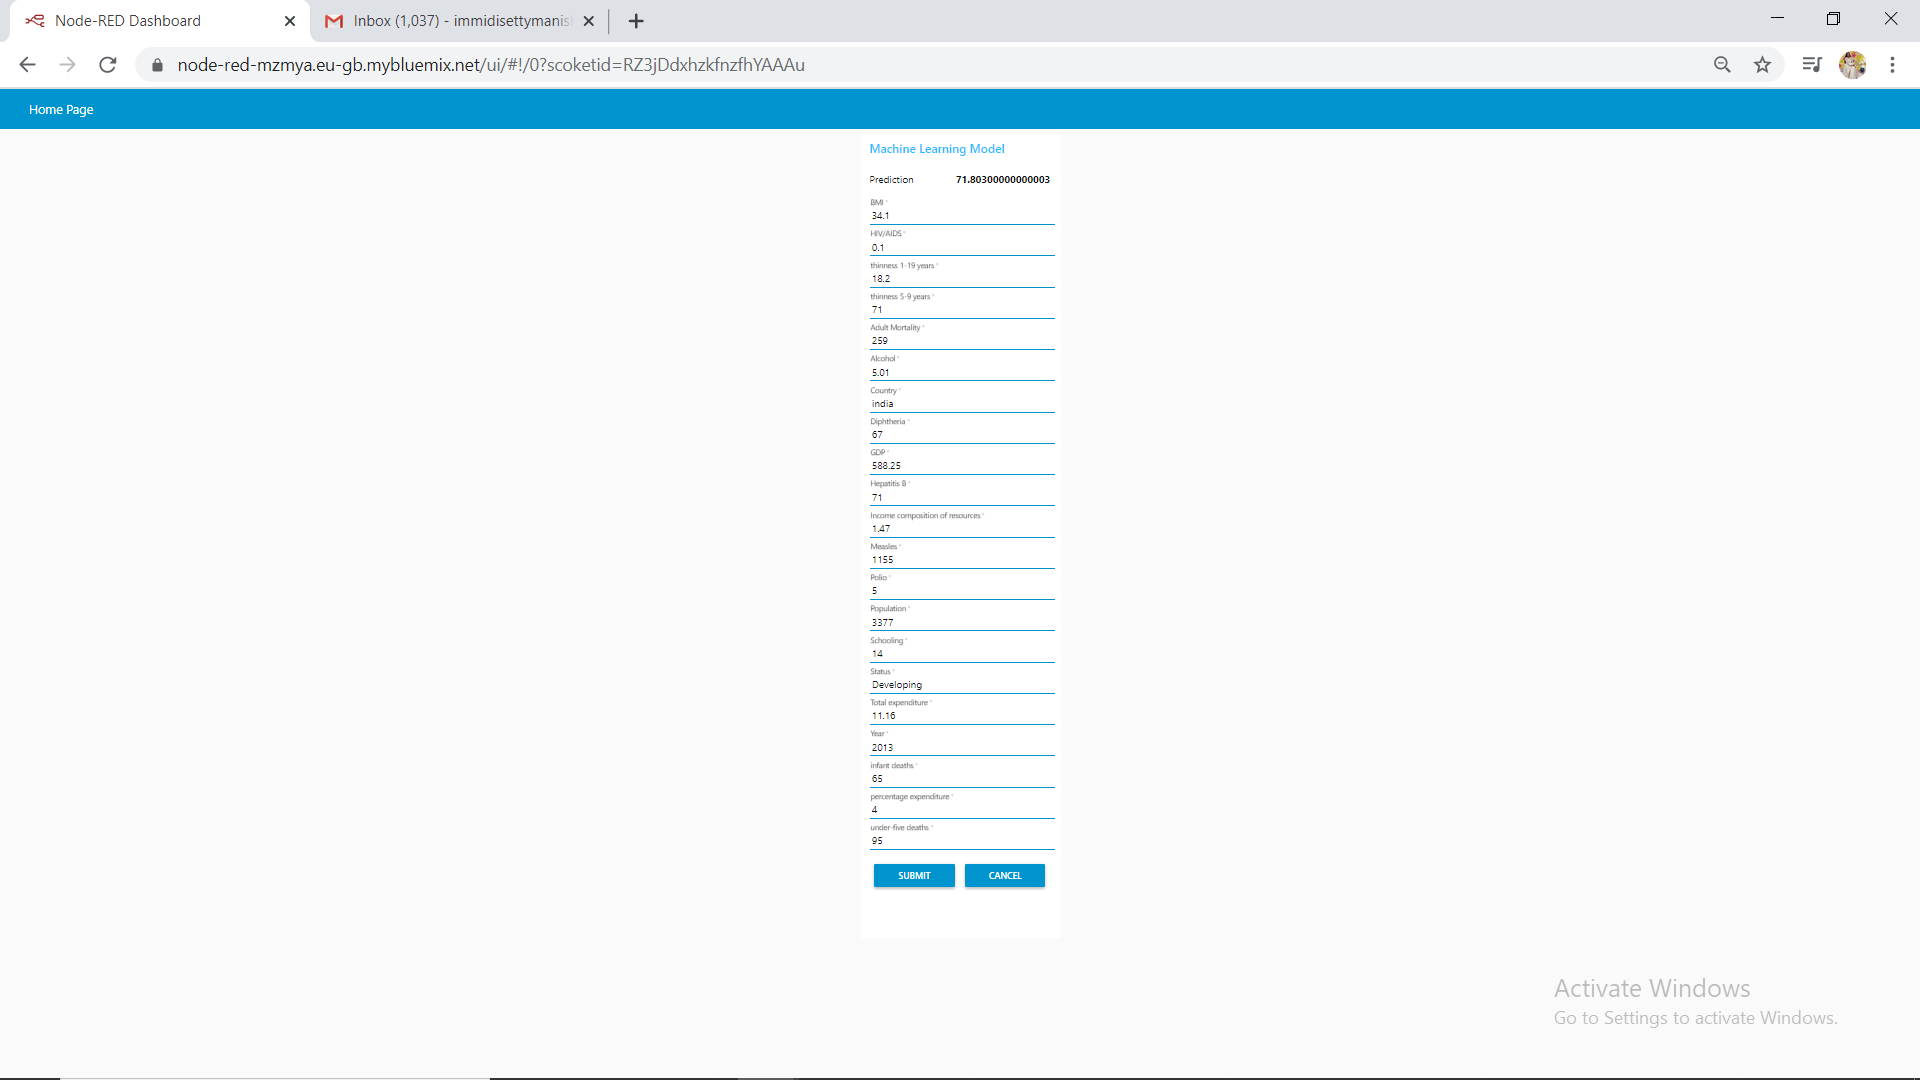 Node-RED Dashboard
Inbox (1,037) - immidisettymanis
node-red-mzmya.eu-gb.mybluemix.net/ui/#!/0?scoketid=RZ3jDdxhzkfnzfhYAAAu
Home Page
Machine Learning Model
Prediction 71.80300000000003
BMI *
34.1
HIV/AIDS *
0.1
thinness 1-19 years *
18.2
thinness 5-9 years *
71
Adult Mortality *
259
Alcohol *
5.01
Country *
india
Diphtheria *
67
GDP *
588.25
Hepatitis B *
71
Income composition of resources *
1.47
Measles *
1155
Polio *
5
Population *
3377
Schooling *
14
Status *
Developing
Total expenditure *
11.16
Year *
2013
infant deaths *
65
percentage expenditure *
4
under-five deaths *
95
SUBMIT CANCEL
Activate Windows
Go to Settings to activate Windows.